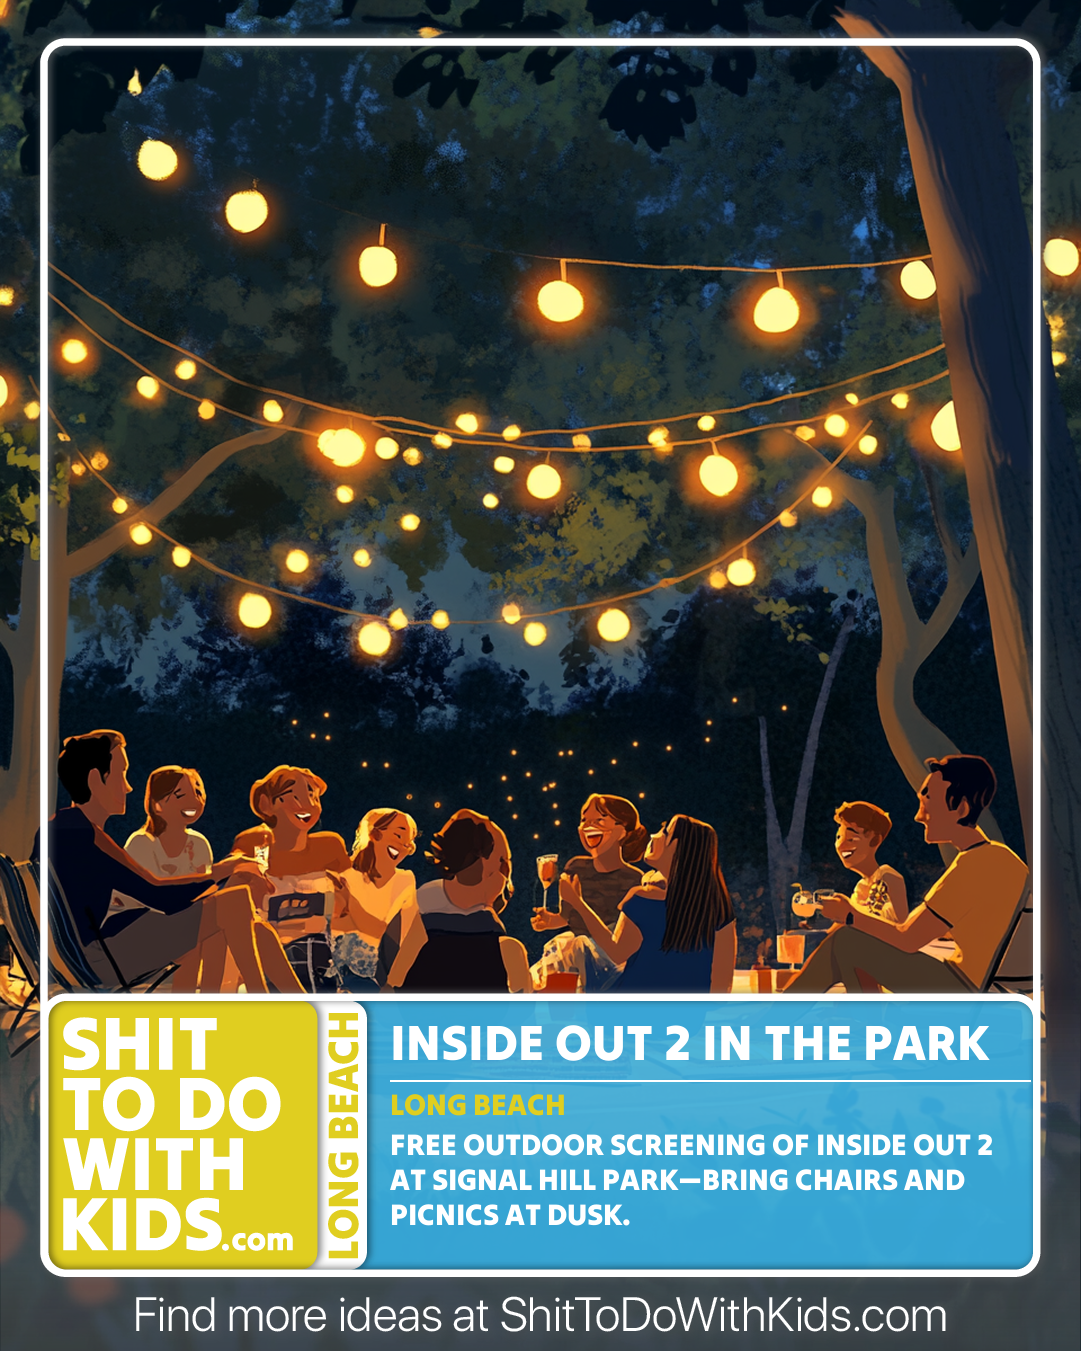 SHIT
TO DO
WITH
KIDS.com
LONG BEACH
INSIDE OUT 2 IN THE PARK
LONG BEACH
FREE OUTDOOR SCREENING OF INSIDE OUT 2
AT SIGNAL HILL PARK—BRING CHAIRS AND
PICNICS AT DUSK.
Find more ideas at ShitToDoWithKids.com